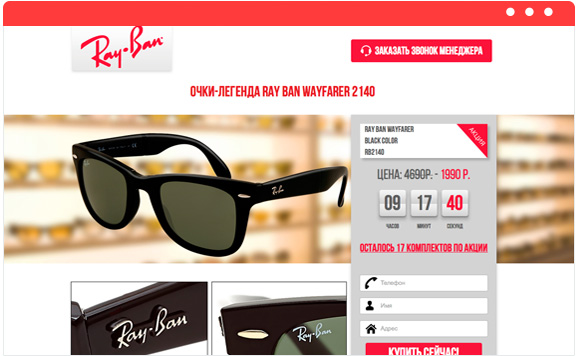 Ray-Ban
ЗАКАЗАТЬ ЗВОНОК МЕНЕДЖЕРА
ОЧКИ-ЛЕГЕНДА RAY BAN WAYFARER 2140
RAY BAN WAYFARER
BLACK COLOR
RB2140
АКЦИЯ
ЦЕНА: 4690Р. - 1990 Р.
09 17 40
ЧАСОВ МИНУТ СЕКУНД
Ray-Ban
ОСТАЛОСЬ 17 КОМПЛЕКТОВ ПО АКЦИИ
Телефон
Имя
Адрес
Ray-Ban
Ray-Ban
КУПИТЬ СЕЙЧАС!